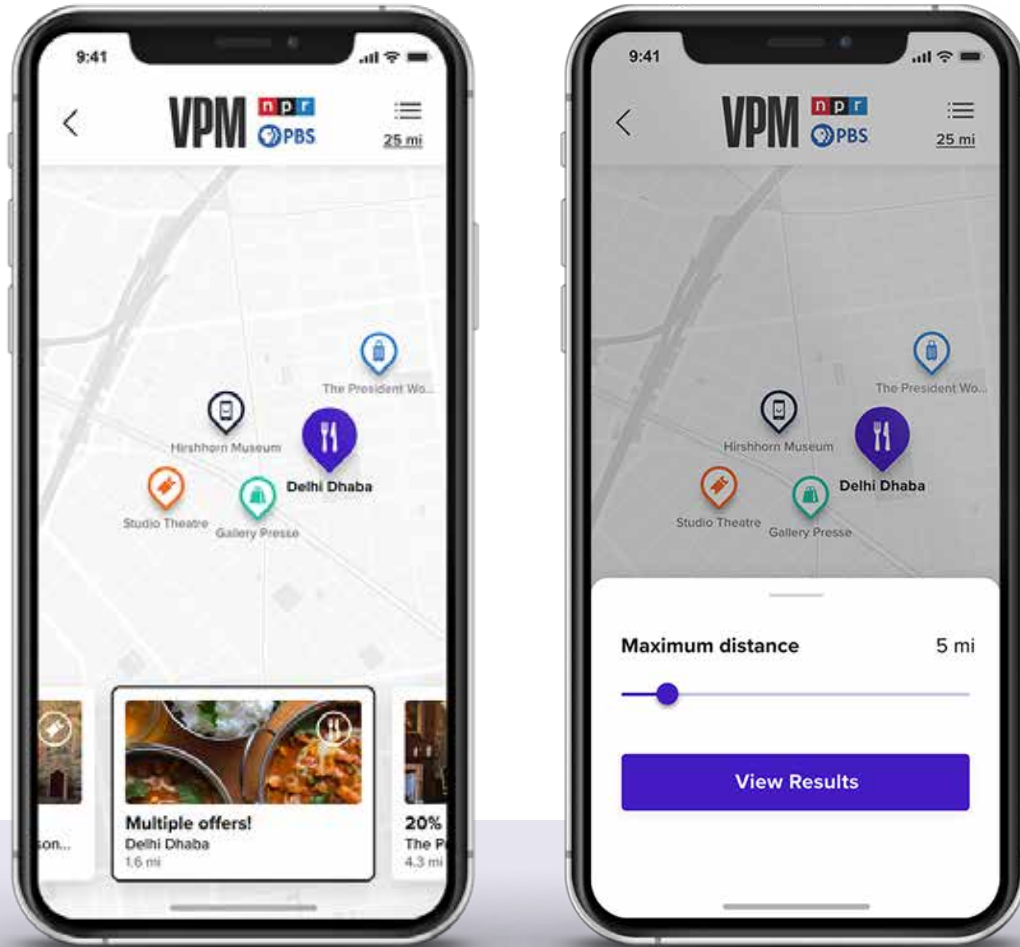 9:41
VPM npr
PBS
25 mi
The President Wo...
Hirshhorn Museum
Delhi Dhaba
Studio Theatre
Gallery Presse
son...
Multiple offers!
Delhi Dhaba
1.6 mi
20%
The P
4.3 mi
9:41
VPM npr
PBS
25 mi
The President Wo...
Hirshhorn Museum
Delhi Dhaba
Studio Theatre
Gallery Presse
Maximum distance 5 mi
View Results